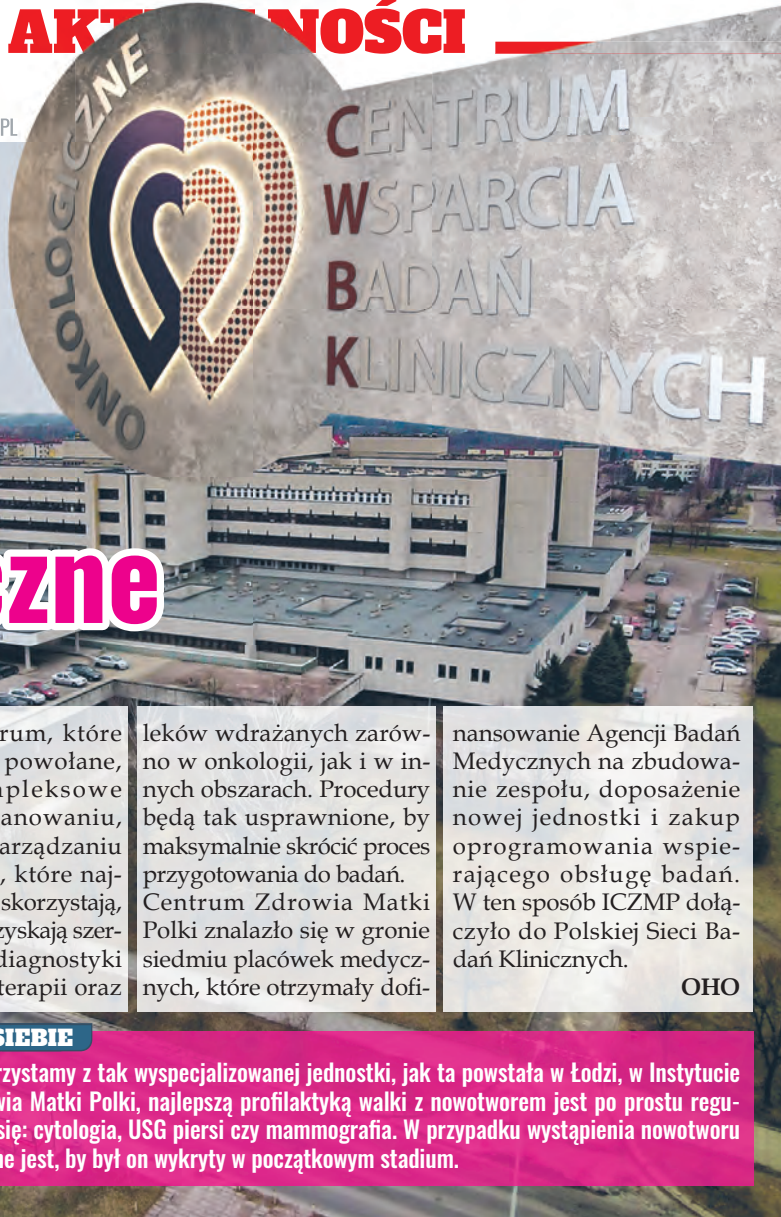 AKT NOŚCI
PL
ONKOLOGICZNE
CENTRUM
WSPARCIA
BADAŃ
KLINICZNYCH
zne
rum, które
powołane,
pleksowe
anowaniu,
arządzaniu
, które naj-
skorzystają,
zyskają szer-
diagnostyki
terapii oraz
leków wdrażanych zarów-
no w onkologii, jak i w in-
nych obszarach. Procedury
będą tak usprawnione, by
maksymalnie skrócić proces
przygotowania do badań.
Centrum Zdrowia Matki
Polki znalazło się w gronie
siedmiu placówek medycz-
nych, które otrzymały dofi-
nansowanie Agencji Badań
Medycznych na zbudowa-
nie zespołu, doposażenie
nowej jednostki i zakup
oprogramowania wspie-
rającego obsługę badań.
W ten sposób ICZMP dołą-
czyło do Polskiej Sieci Ba-
dań Klinicznych.
OHO
SIEBIE
rzystamy z tak wyspecjalizowanej jednostki, jak ta powstała w Łodzi, w Instytucie
wia Matki Polki, najlepszą profilaktyką walki z nowotworem jest po prostu regu-
się: cytologia, USG piersi czy mammografia. W przypadku wystąpienia nowotworu
ne jest, by był on wykryty w początkowym stadium.